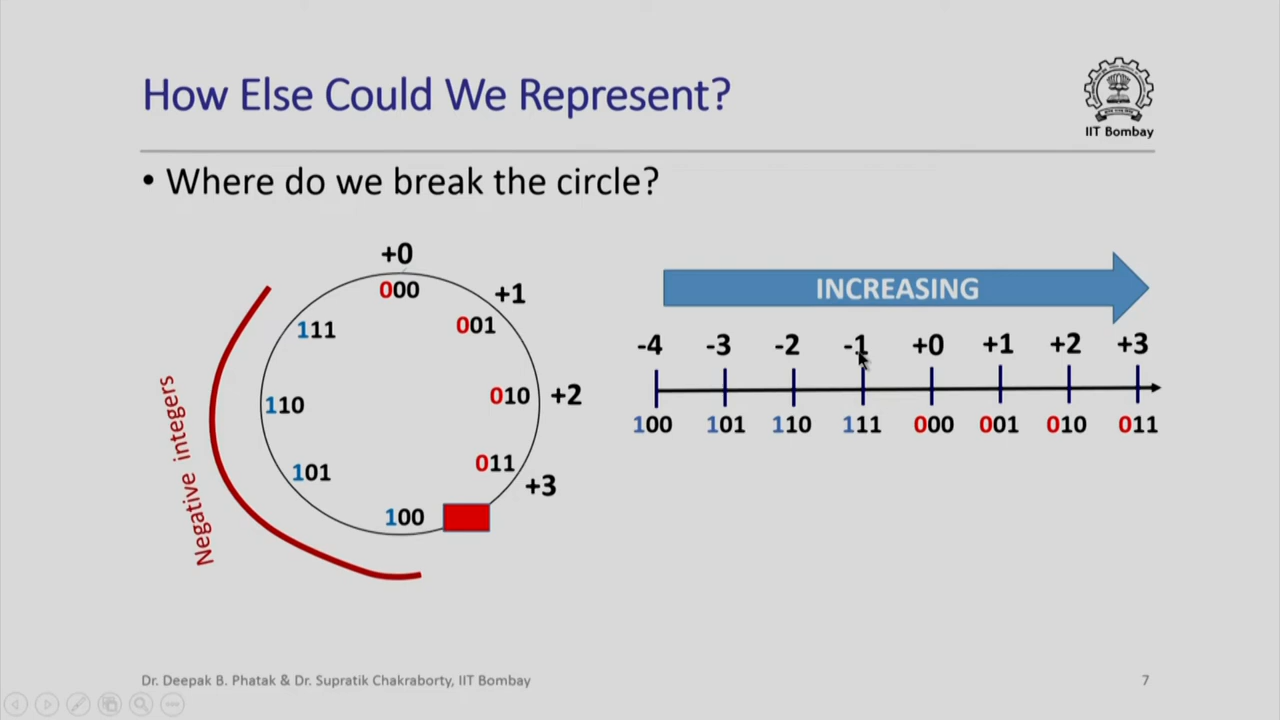 How Else Could We Represent?
IIT Bombay
• Where do we break the circle?
+0
000
+1
001
+2
010
+3
011
100
101
110
111
Negative integers
INCREASING
-4 -3 -2 -1 +0 +1 +2 +3
100 101 110 111 000 001 010 011
Dr. Deepak B. Phatak & Dr. Supratik Chakraborty, IIT Bombay
7